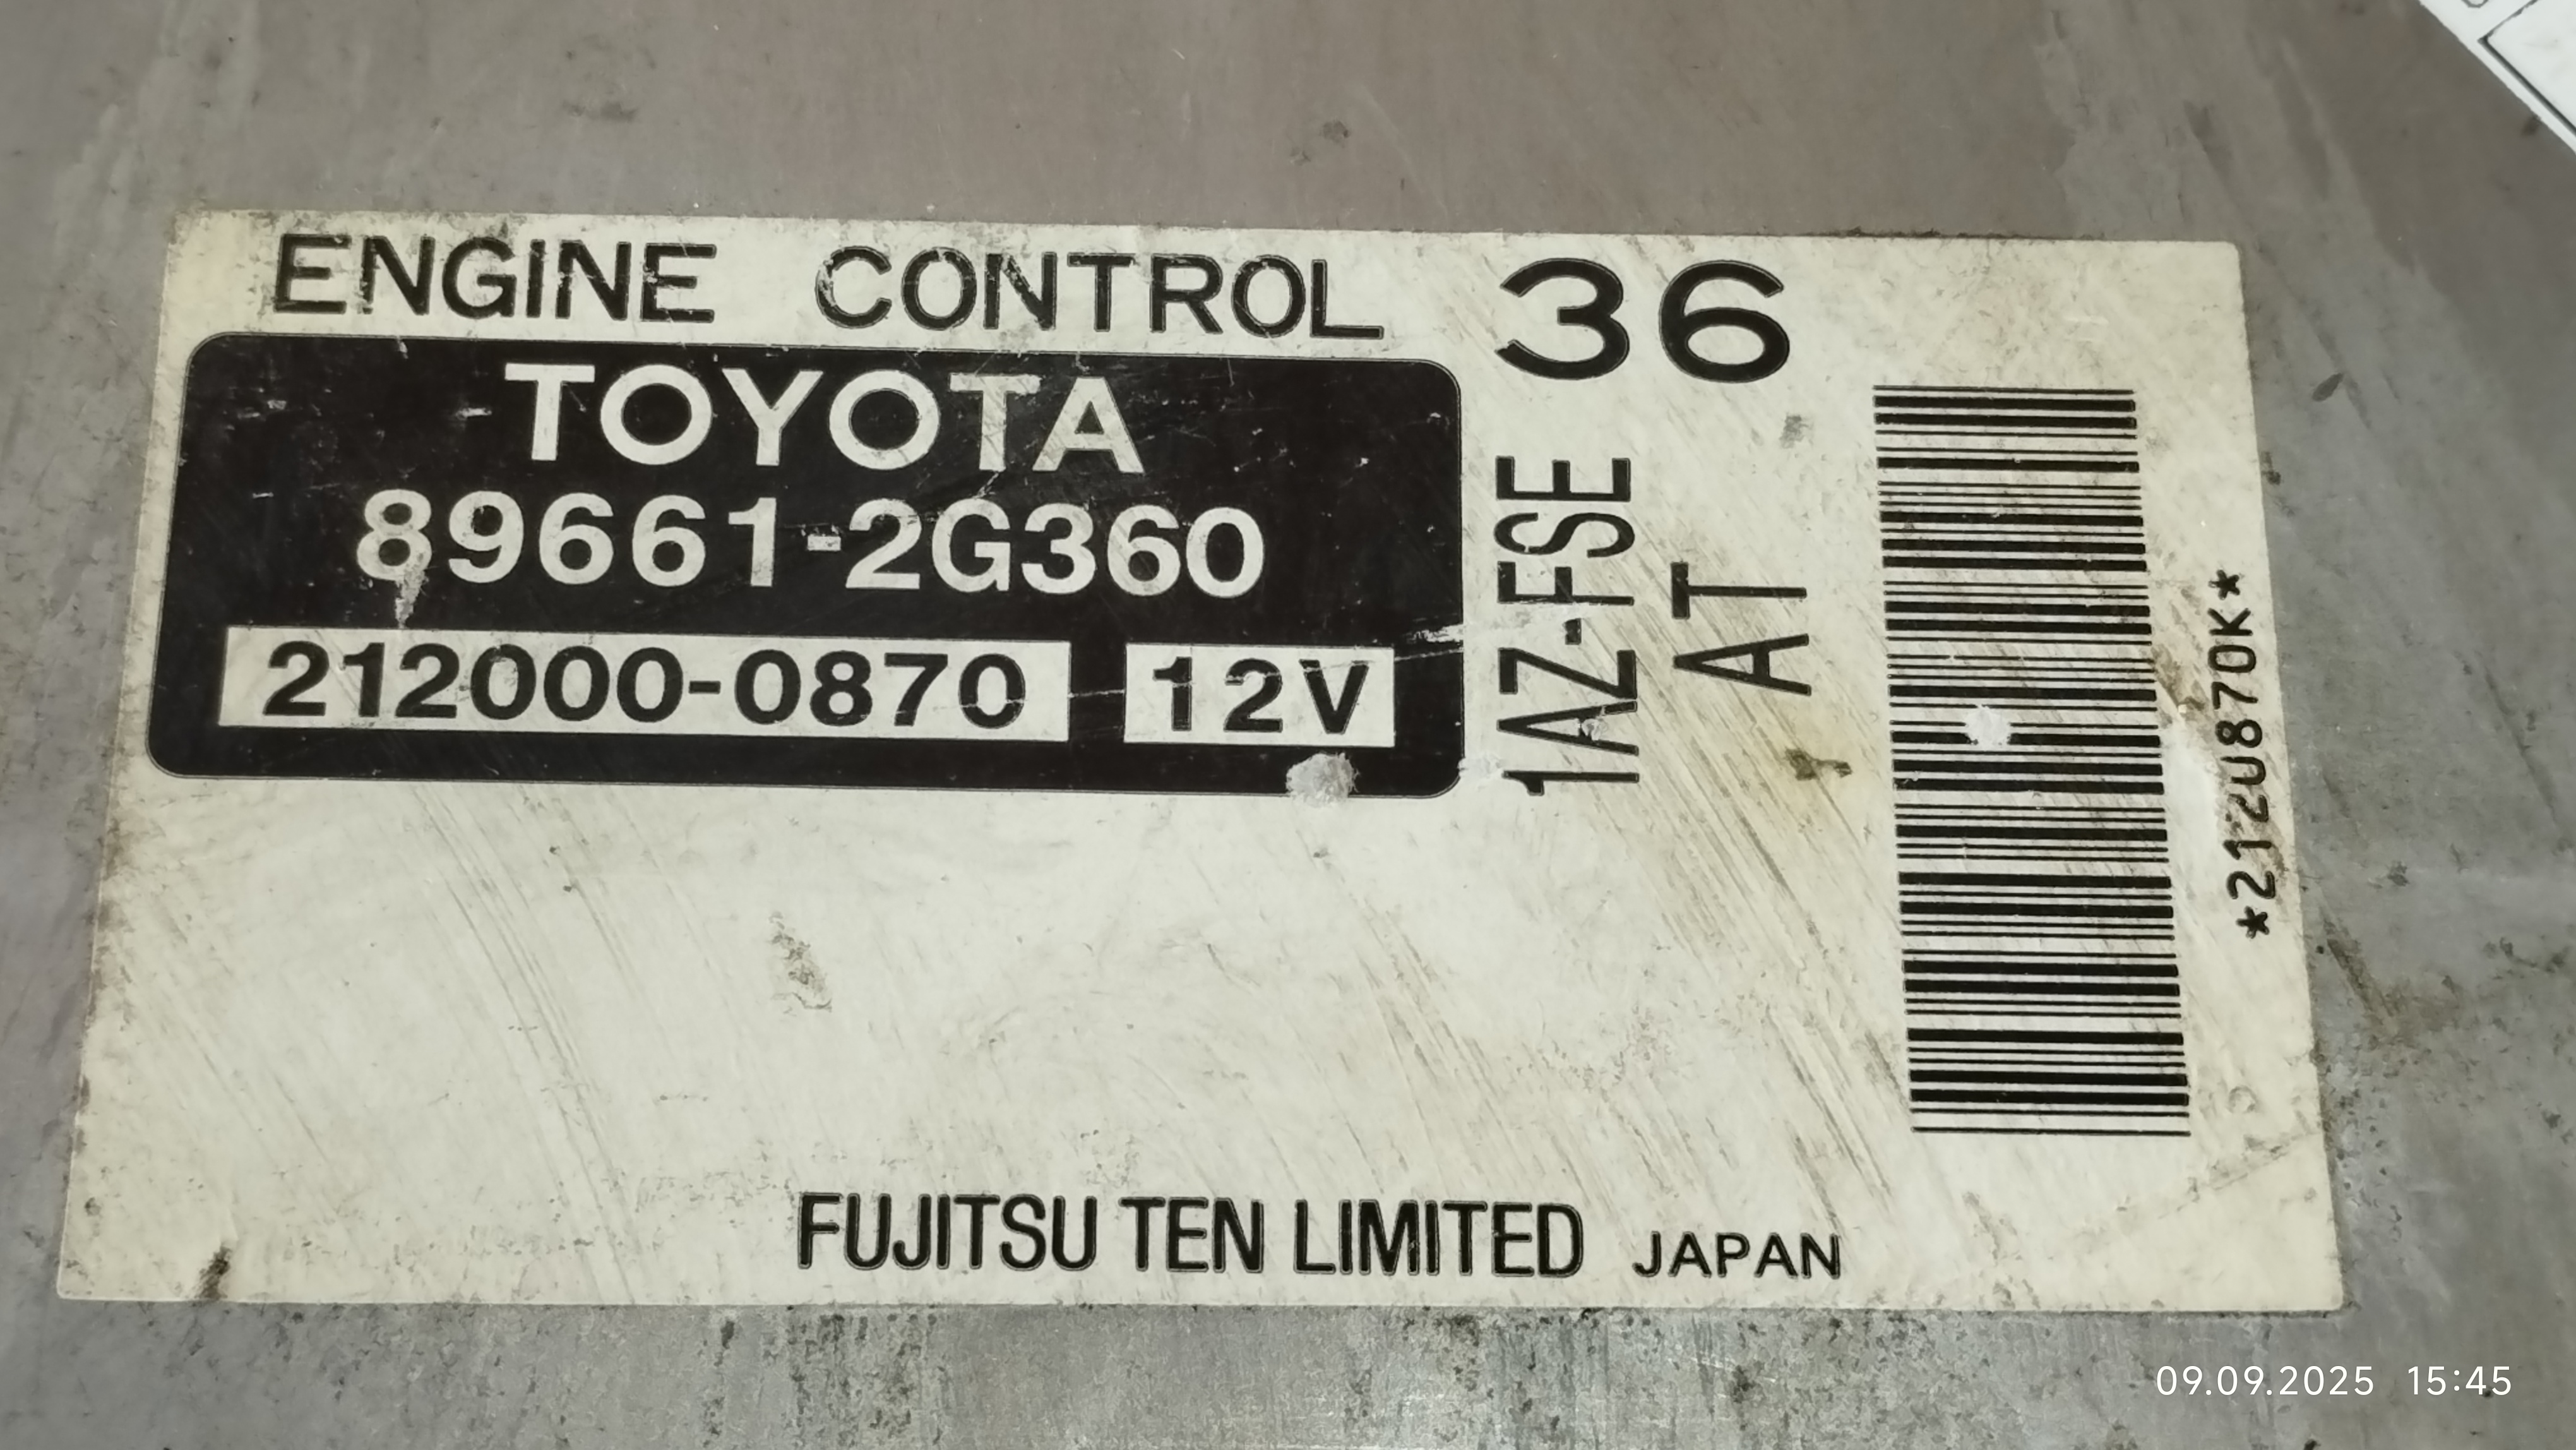 ENGINE CONTROL 36
TOYOTA
89661-2G360
212000-0870 12V
1AZ-FSE
AT
*212U870K*
FUJITSU TEN LIMITED JAPAN
09.09.2025 15:45